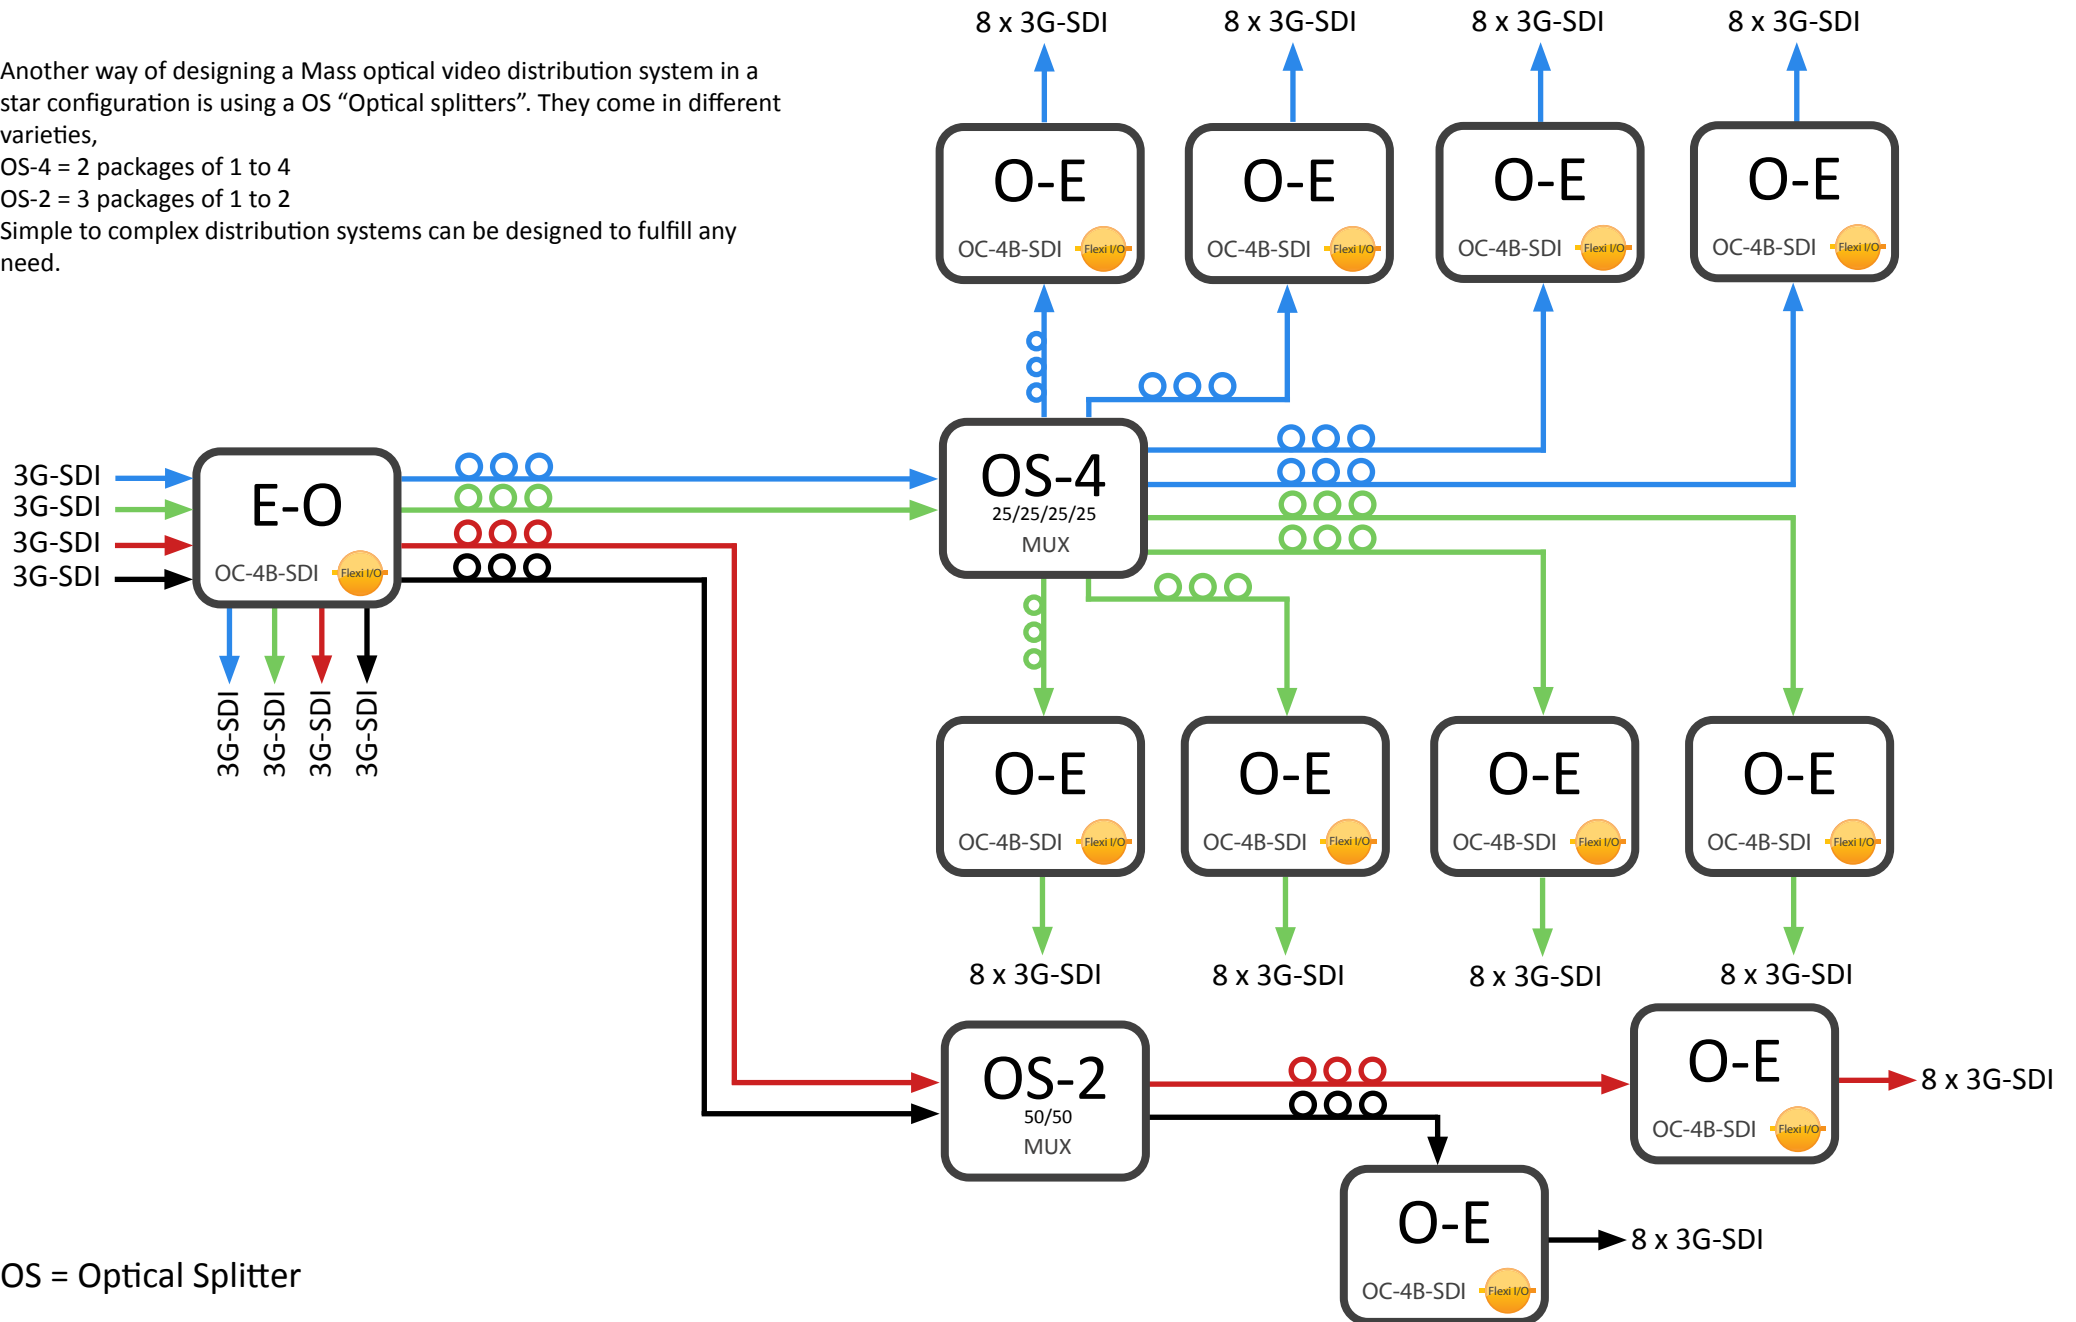 8 x 3G-SDI
8 x 3G-SDI
8 x 3G-SDI
8 x 3G-SDI
Another way of designing a Mass optical video distribution system in a
star configuration is using a OS “Optical splitters”. They come in different
varieties,
OS-4 = 2 packages of 1 to 4
OS-2 = 3 packages of 1 to 2
Simple to complex distribution systems can be designed to fulfill any
need.
O-E
OC-4B-SDI
Flexi I/O
O-E
OC-4B-SDI
Flexi I/O
O-E
OC-4B-SDI
Flexi I/O
O-E
OC-4B-SDI
Flexi I/O
3G-SDI
3G-SDI
3G-SDI
3G-SDI
E-O
OC-4B-SDI
Flexi I/O
3G-SDI
3G-SDI
3G-SDI
3G-SDI
OS-4
25/25/25/25
MUX
O-E
OC-4B-SDI
Flexi I/O
O-E
OC-4B-SDI
Flexi I/O
O-E
OC-4B-SDI
Flexi I/O
O-E
OC-4B-SDI
Flexi I/O
8 x 3G-SDI
8 x 3G-SDI
8 x 3G-SDI
8 x 3G-SDI
OS-2
50/50
MUX
O-E
OC-4B-SDI
Flexi I/O
8 x 3G-SDI
O-E
OC-4B-SDI
Flexi I/O
8 x 3G-SDI
OS = Optical Splitter